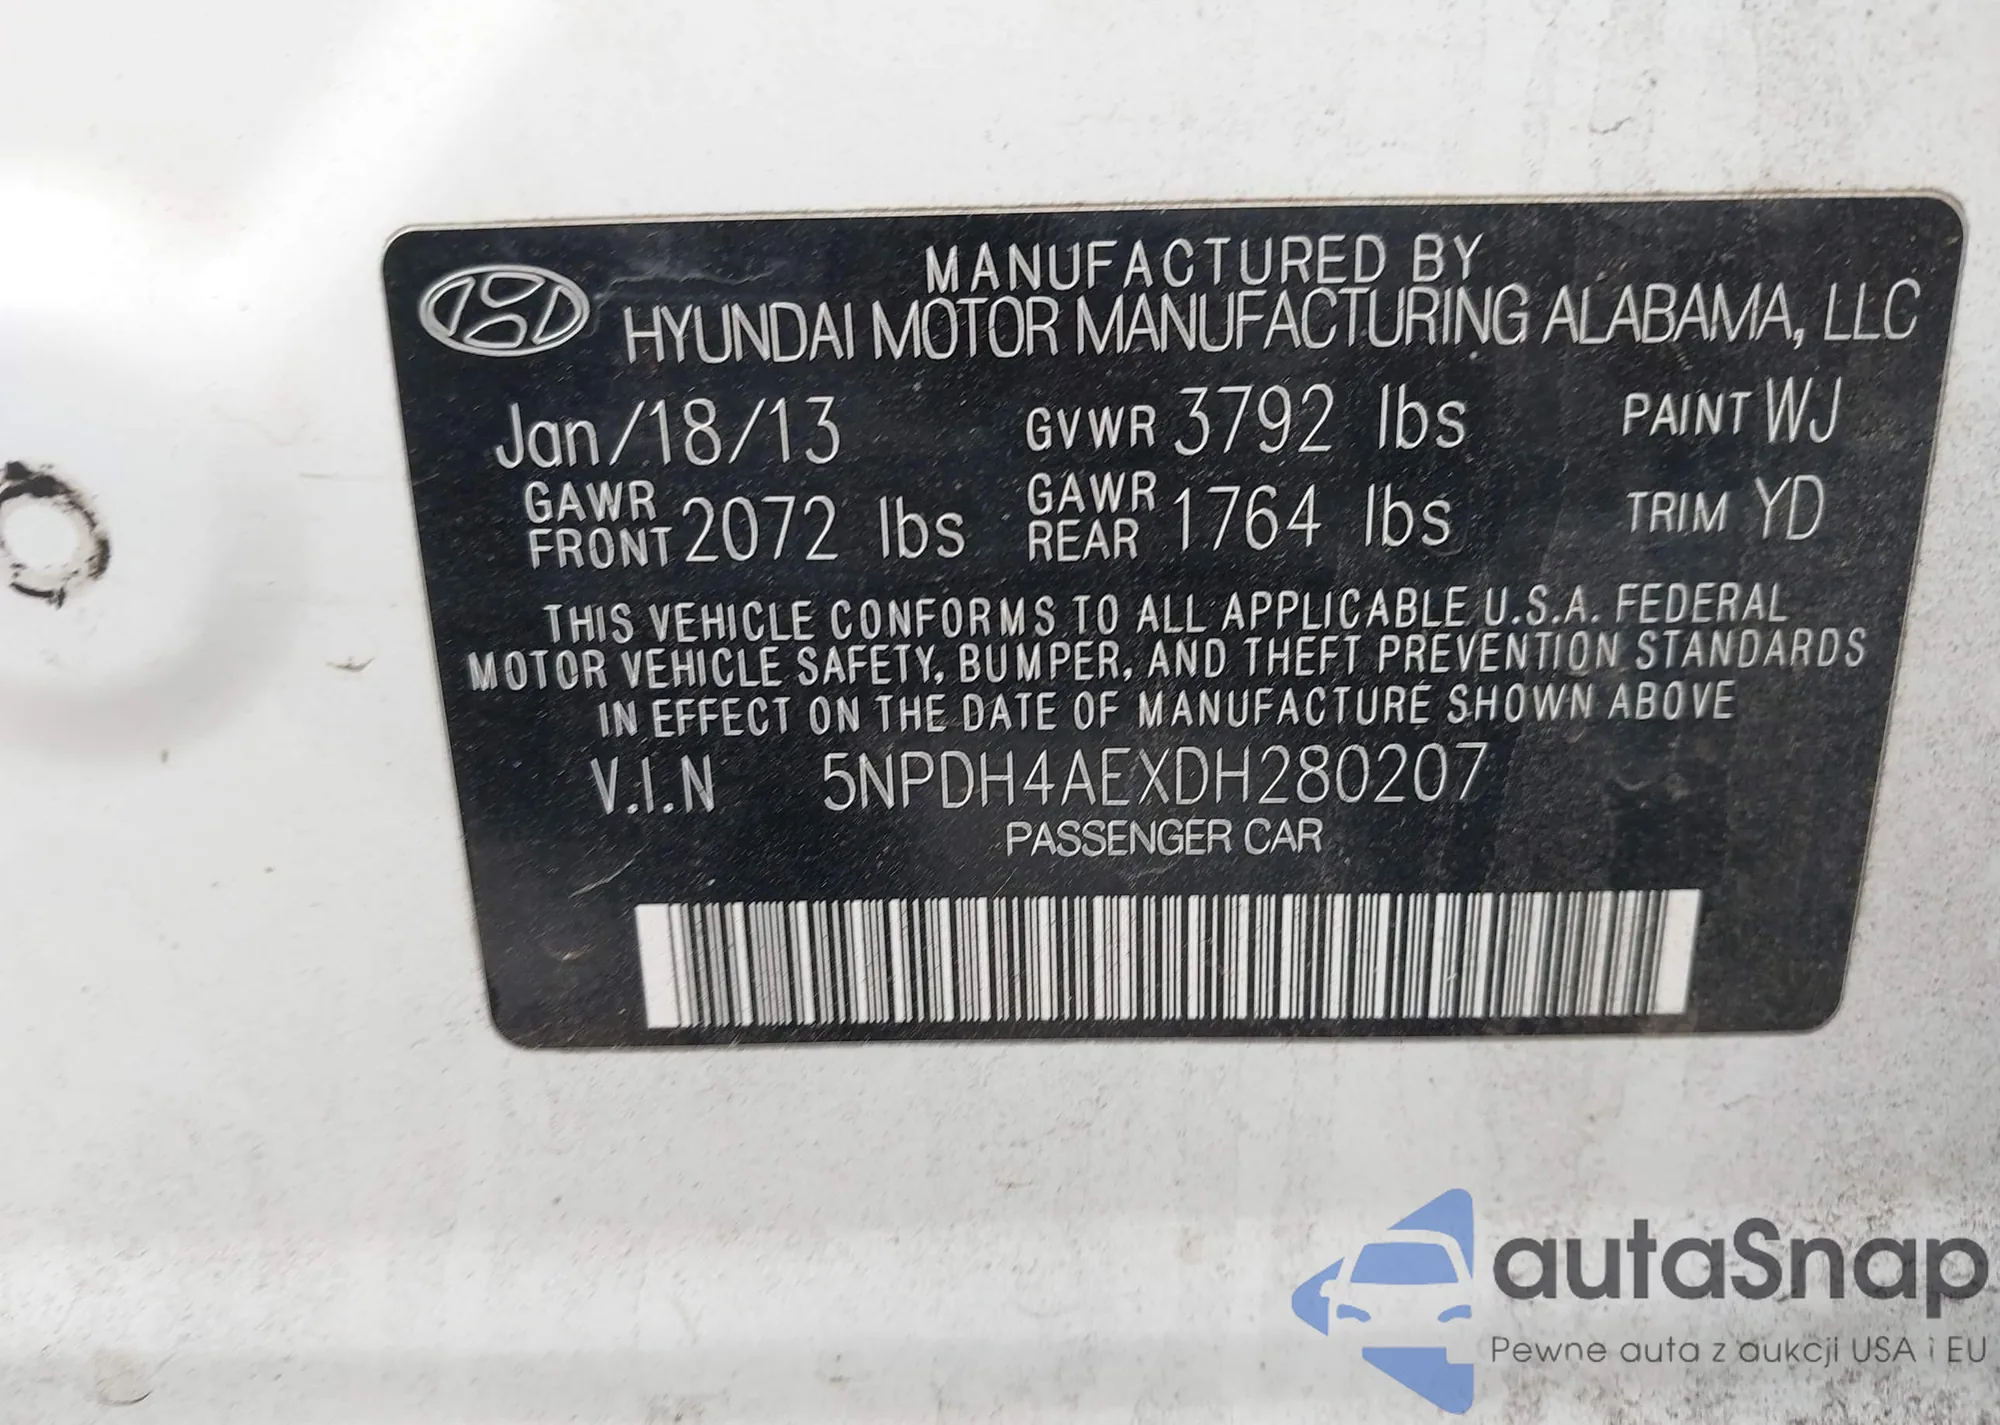 MANUFACTURED BY
HYUNDAI MOTOR MANUFACTURING ALABAMA, LLC
Jan/18/13 GVWR 3792 lbs PAINT WJ
GAWR FRONT 2072 lbs GAWR REAR 1764 lbs TRIM YD
THIS VEHICLE CONFORMS TO ALL APPLICABLE U.S.A. FEDERAL
MOTOR VEHICLE SAFETY, BUMPER, AND THEFT PREVENTION STANDARDS
IN EFFECT ON THE DATE OF MANUFACTURE SHOWN ABOVE
V.I.N 5NPDH4AEXDH280207
PASSENGER CAR
autaSnap
Pewne auta z aukcji USA i EU